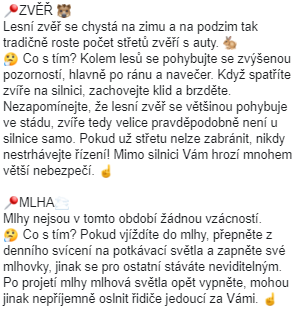 📍ZVĚŘ 🐻
Lesní zvěř se chystá na zimu a na podzim tak
tradičně roste počet střetů zvěří s auty. 🐇
🤔 Co s tím? Kolem lesů se pohybujte se zvýšenou
pozorností, hlavně po ránu a navečer. Když spatříte
zvíře na silnici, zachovejte klid a brzděte.
Nezapomínejte, že lesní zvěř se většinou pohybuje
ve stádu, zvíře tedy velice pravděpodobně není u
silnice samo. Pokud už střetu nelze zabránit, nikdy
nestrhávejte řízení! Mimo silnici Vám hrozí mnohem
větší nebezpečí. ☝️
📍MLHA🌫️
Mlhy nejsou v tomto období žádnou vzácností.
🤔 Co s tím? Pokud vjíždíte do mlhy, přepněte z
denního svícení na potkávací světla a zapněte své
mlhovky, jinak se pro ostatní stáváte neviditelným.
Po projetí mlhy mlhová světla opět vypněte, mohou
jinak nepříjemně oslnit řidiče jedoucí za Vámi. ☝️